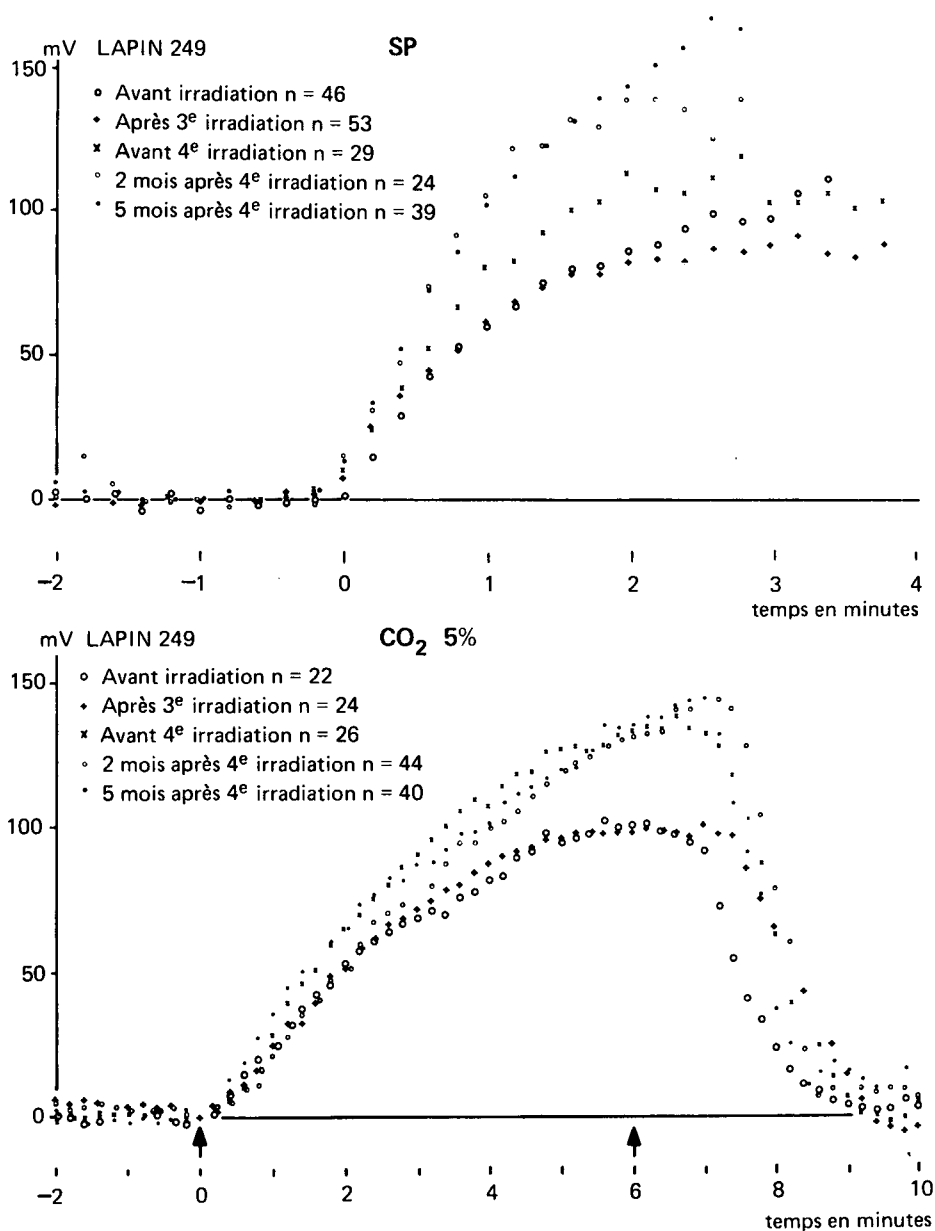 mV LAPIN 249 SP
150
o Avant irradiation n = 46
+ Après 3e irradiation n = 53
x Avant 4e irradiation n = 29
o 2 mois après 4e irradiation n = 24
• 5 mois après 4e irradiation n = 39
100
50
0
−2 −1 0 1 2 3 4
temps en minutes
mV LAPIN 249 CO2 5%
150
o Avant irradiation n = 22
+ Après 3e irradiation n = 24
x Avant 4e irradiation n = 26
o 2 mois après 4e irradiation n = 44
• 5 mois après 4e irradiation n = 40
100
50
0
−2 0 2 4 6 8 10
temps en minutes